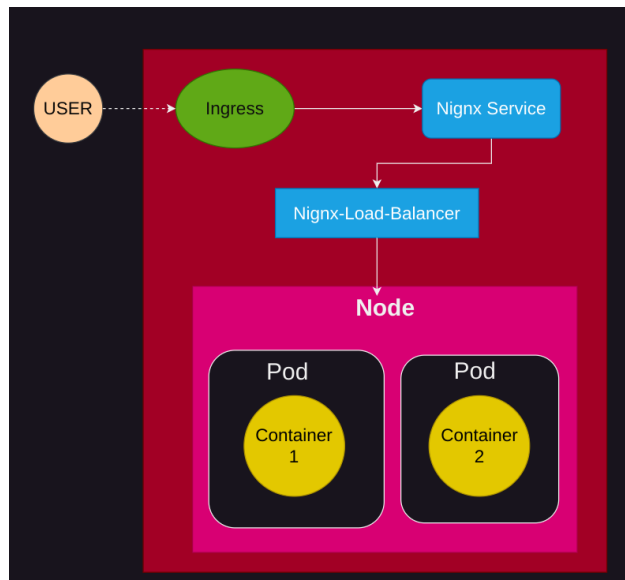 USER
Ingress
Nignx Service
Nignx-Load-Balancer
Node
Pod
Container
1
Pod
Container
2